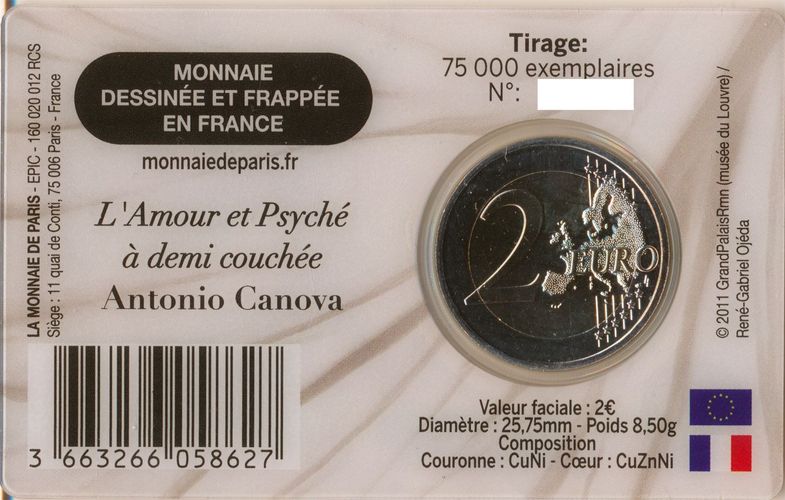 LA MONNAIE DE PARIS - EPIC - 160 020 012 RCS
Siège : 11 quai de Conti, 75 006 Paris - France
MONNAIE
DESSINÉE ET FRAPPÉE
EN FRANCE
monnaiedeparis.fr
L'Amour et Psyché
à demi couchée
Antonio Canova
3 663266 058627
Tirage:
75 000 exemplaires
N°:
2 EURO
Valeur faciale : 2€
Diamètre : 25,75mm - Poids 8,50g
Composition
Couronne : CuNi - Cœur : CuZnNi
© 2011 GrandPalaisRmn (musée du Louvre) /
René-Gabriel Ojéda